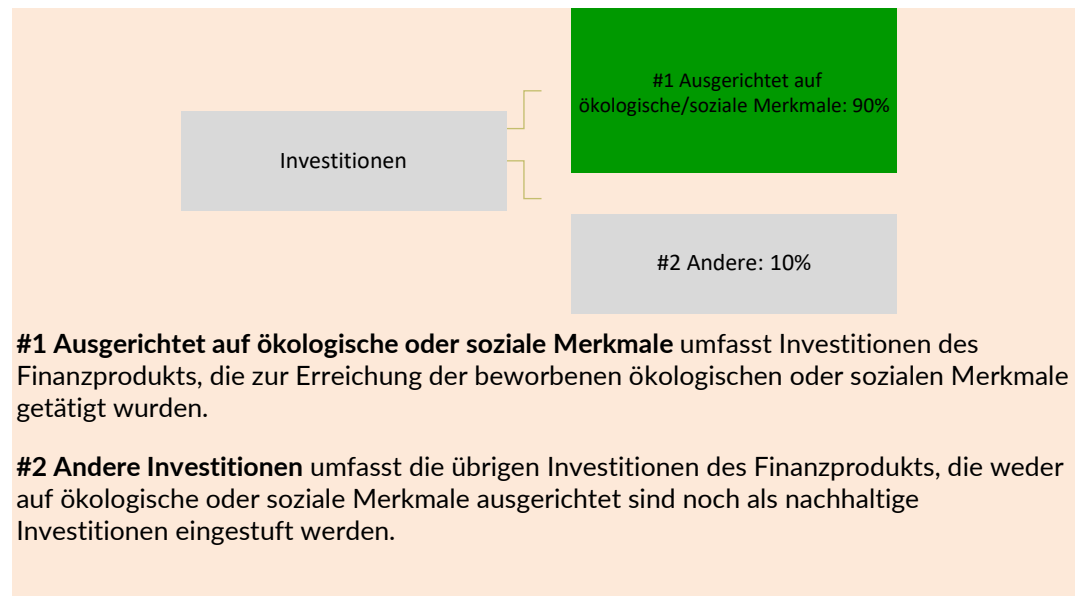 #1 Ausgerichtet auf
ökologische/soziale Merkmale: 90%
Investitionen
#2 Andere: 10%
#1 Ausgerichtet auf ökologische oder soziale Merkmale umfasst Investitionen des
Finanzprodukts, die zur Erreichung der beworbenen ökologischen oder sozialen Merkmale
getätigt wurden.
#2 Andere Investitionen umfasst die übrigen Investitionen des Finanzprodukts, die weder
auf ökologische oder soziale Merkmale ausgerichtet sind noch als nachhaltige
Investitionen eingestuft werden.